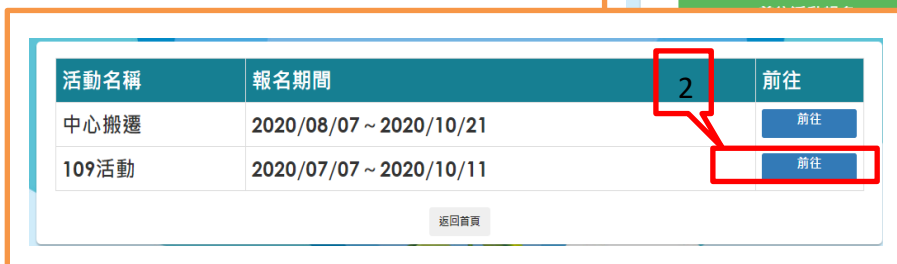 活動名稱 報名期間 2 前往
中心搬遷 2020/08/07 ~ 2020/10/21 前往
109活動 2020/07/07 ~ 2020/10/11 前往
返回首頁